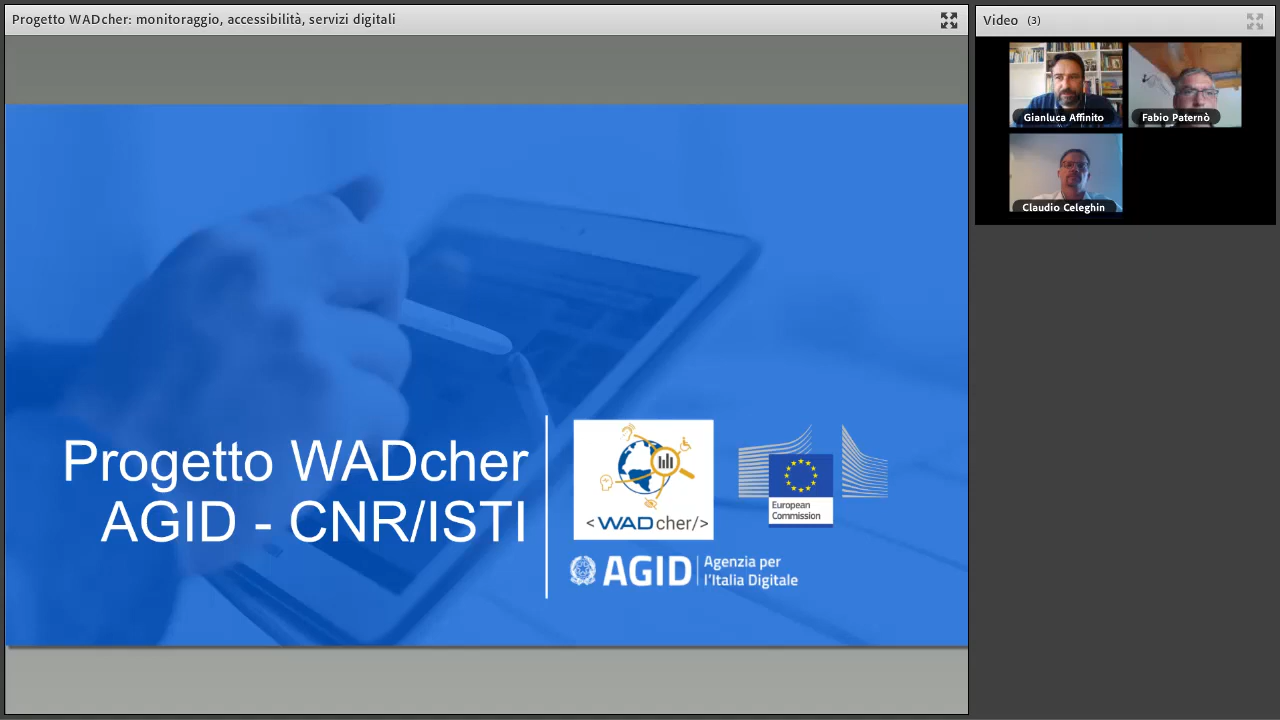 Progetto WADcher: monitoraggio, accessibilità, servizi digitali
Video (3)
Gianluca Affinito
Fabio Paternò
Claudio Celeghin
Progetto WADcher
AGID - CNR/ISTI
<WADcher/>
European
Commission
AGID
Agenzia per
l'Italia Digitale